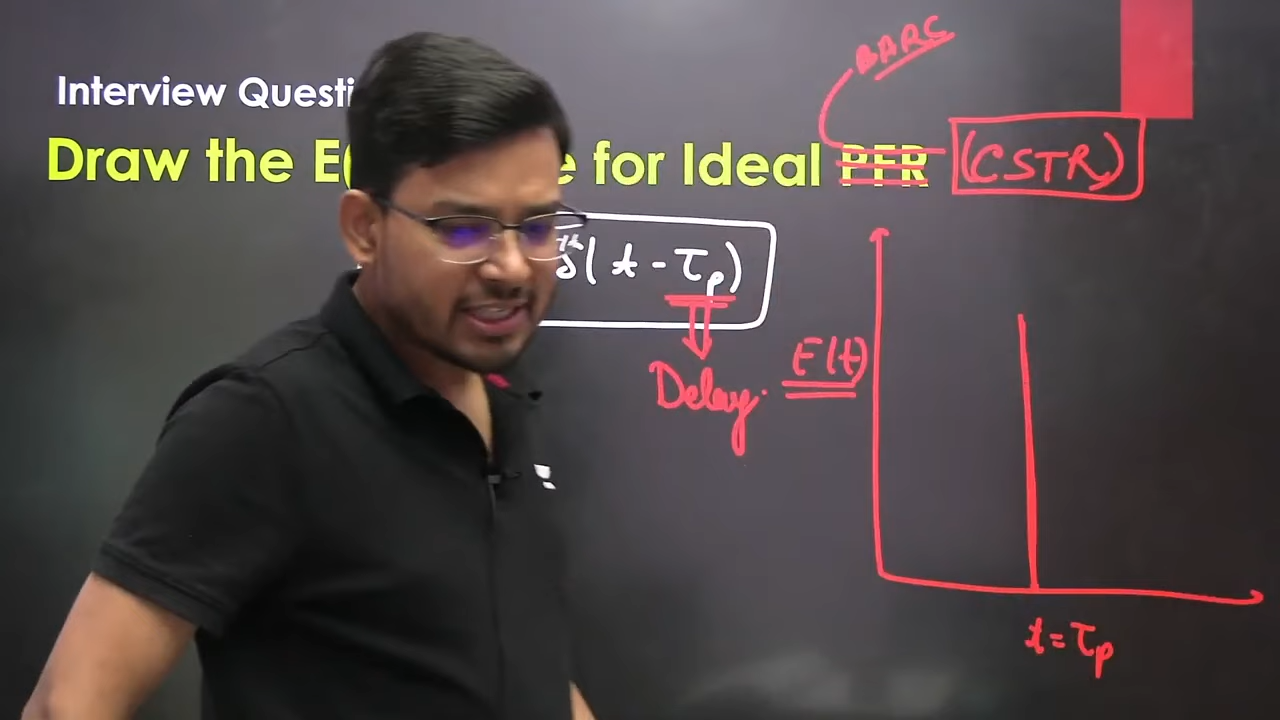 BARC
Interview Questi
Draw the E( e for Ideal PFR (CSTR)
δ(t - τp)
Delay.
E(t)
t = τp